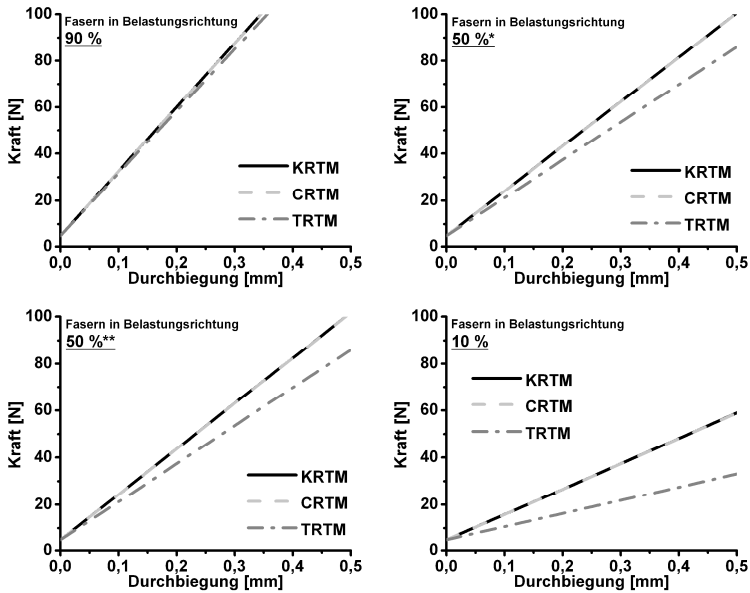 Fasern in Belastungsrichtung
90 %
100
80
60
40
20
0
Kraft [N]
KRTM
CRTM
TRTM
0,0 0,1 0,2 0,3 0,4 0,5
Durchbiegung [mm]
Fasern in Belastungsrichtung
50 %*
100
80
60
40
20
0
Kraft [N]
KRTM
CRTM
TRTM
0,0 0,1 0,2 0,3 0,4 0,5
Durchbiegung [mm]
Fasern in Belastungsrichtung
50 %**
100
80
60
40
20
0
Kraft [N]
KRTM
CRTM
TRTM
0,0 0,1 0,2 0,3 0,4 0,5
Durchbiegung [mm]
Fasern in Belastungsrichtung
10 %
100
80
60
40
20
0
Kraft [N]
KRTM
CRTM
TRTM
0,0 0,1 0,2 0,3 0,4 0,5
Durchbiegung [mm]